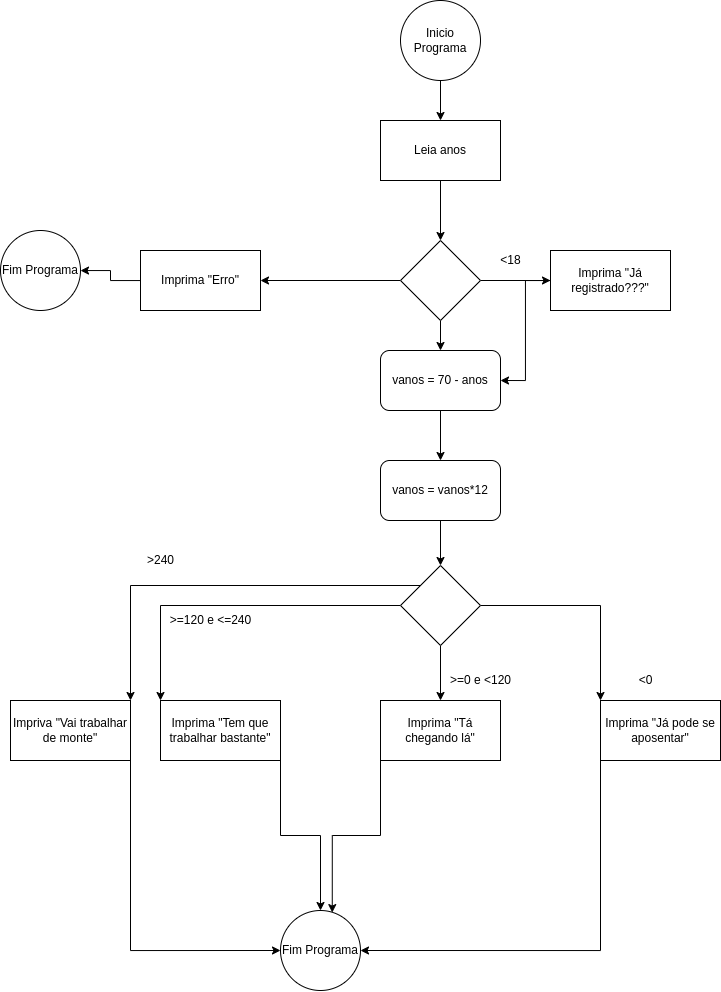 Inicio
Programa
Leia anos
<18
Fim Programa
Imprima "Erro"
Imprima "Já
registrado???"
vanos = 70 - anos
vanos = vanos*12
>240
>=120 e <=240
>=0 e <120
<0
Impriva "Vai trabalhar
de monte"
Imprima "Tem que
trabalhar bastante"
Imprima "Tá
chegando lá"
Imprima "Já pode se
aposentar"
Fim Programa